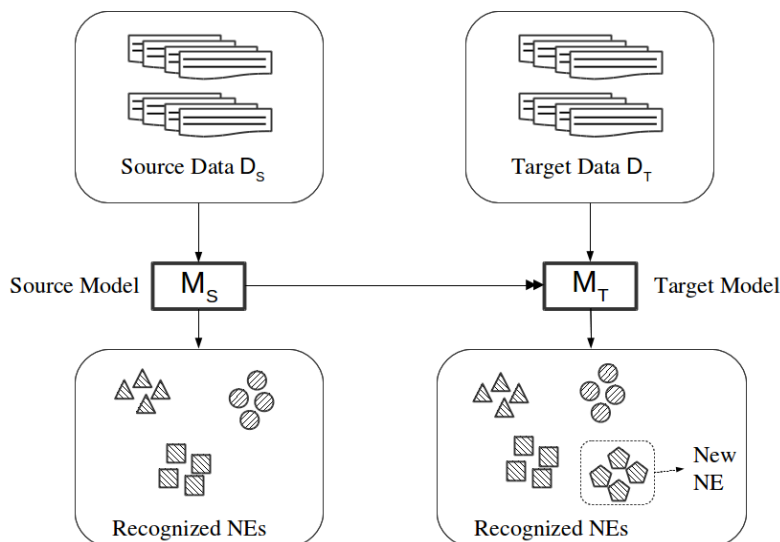 Source Data D_S
Target Data D_T
Source Model
M_S
M_T
Target Model
New
NE
Recognized NEs
Recognized NEs